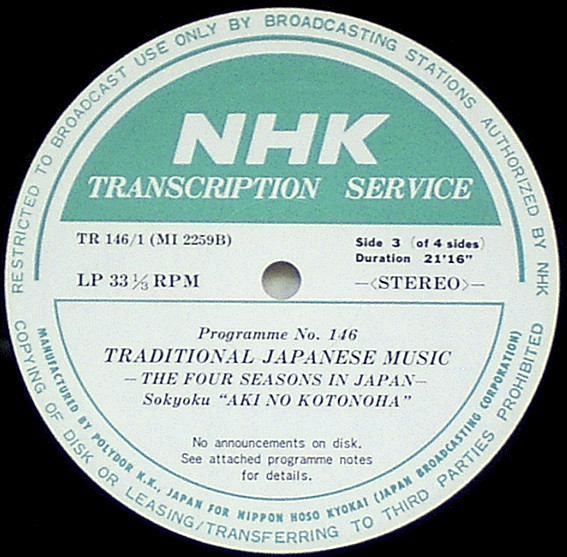 RESTRICTED TO BROADCAST USE ONLY BY BROADCASTING STATIONS AUTHORIZED BY NHK
NHK
TRANSCRIPTION SERVICE
TR 146/1 (MI 2259B)
Side 3 (of 4 sides)
Duration 21'16"
LP 33 1/3 RPM
—<STEREO>—
Programme No. 146
TRADITIONAL JAPANESE MUSIC
—THE FOUR SEASONS IN JAPAN—
Sokyoku "AKI NO KOTONOHA"
No announcements on disk.
See attached programme notes
for details.
MANUFACTURED BY POLYDOR K.K., JAPAN FOR NIPPON HOSO KYOKAI (JAPAN BROADCASTING CORPORATION)
COPYING OF DISK OR LEASING/TRANSFERRING TO THIRD PARTIES PROHIBITED